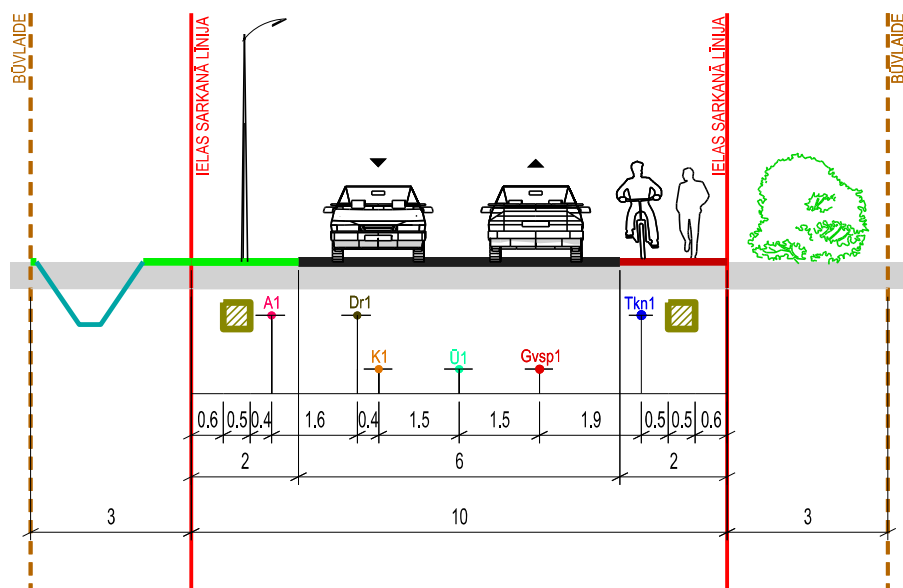 BŪVLAIDE
IELAS SARKANĀ LĪNIJA
IELAS SARKANĀ LĪNIJA
BŪVLAIDE
A1
Dr1
Tkn1
K1
Ū1
Gvsp1
0.6 0.5 0.4 1.6 0.4 1.5 1.5 1.9 0.5 0.5 0.6
2 6 2
3 10 3